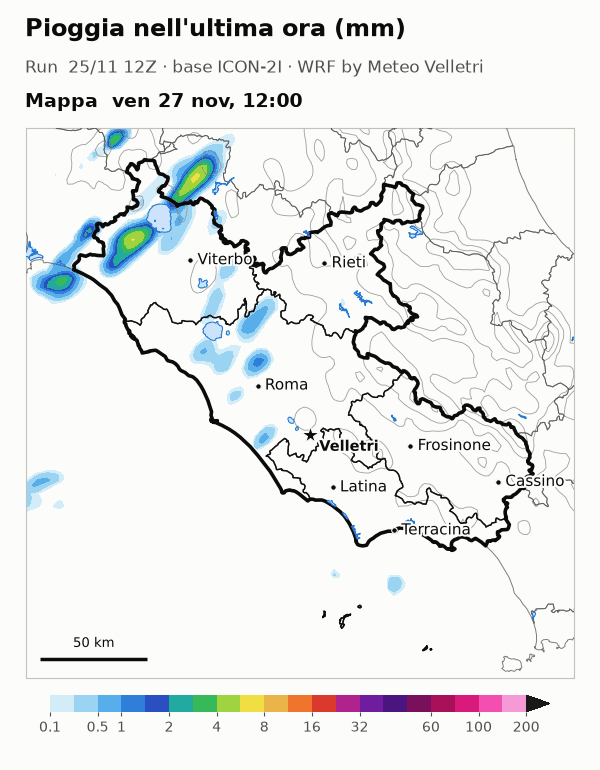 Pioggia nell'ultima ora (mm)
Run  25/11 12Z · base ICON-2I · WRF by Meteo Velletri
Mappa  ven 27 nov, 12:00
Viterbo
Rieti
Roma
Velletri
Frosinone
Latina
Cassino
Terracina
50 km
0.1 0.5 1 2 4 8 16 32 60 100 200